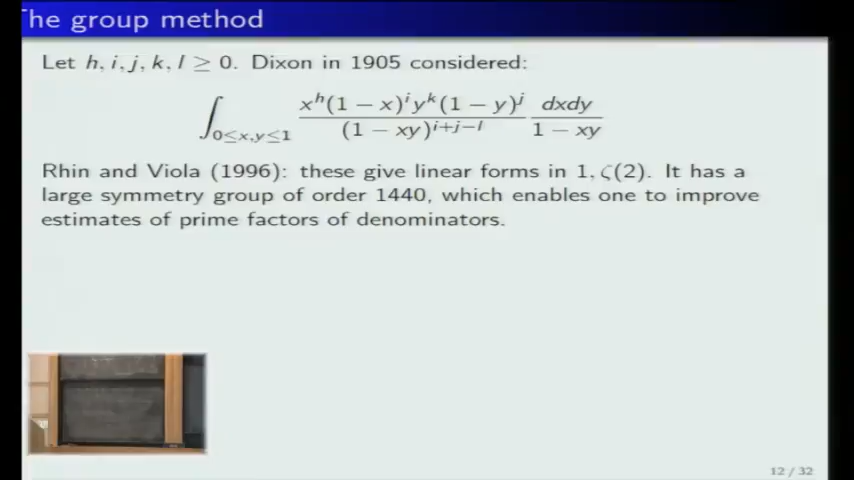 The group method
Let h, i, j, k, l ≥ 0. Dixon in 1905 considered:
∫_{0≤x,y≤1} \frac{x^h(1 − x)^i y^k(1 − y)^j}{(1 − xy)^{i+j−l}} \frac{dxdy}{1 − xy}
Rhin and Viola (1996): these give linear forms in 1, ζ(2). It has a
large symmetry group of order 1440, which enables one to improve
estimates of prime factors of denominators.
12 / 32